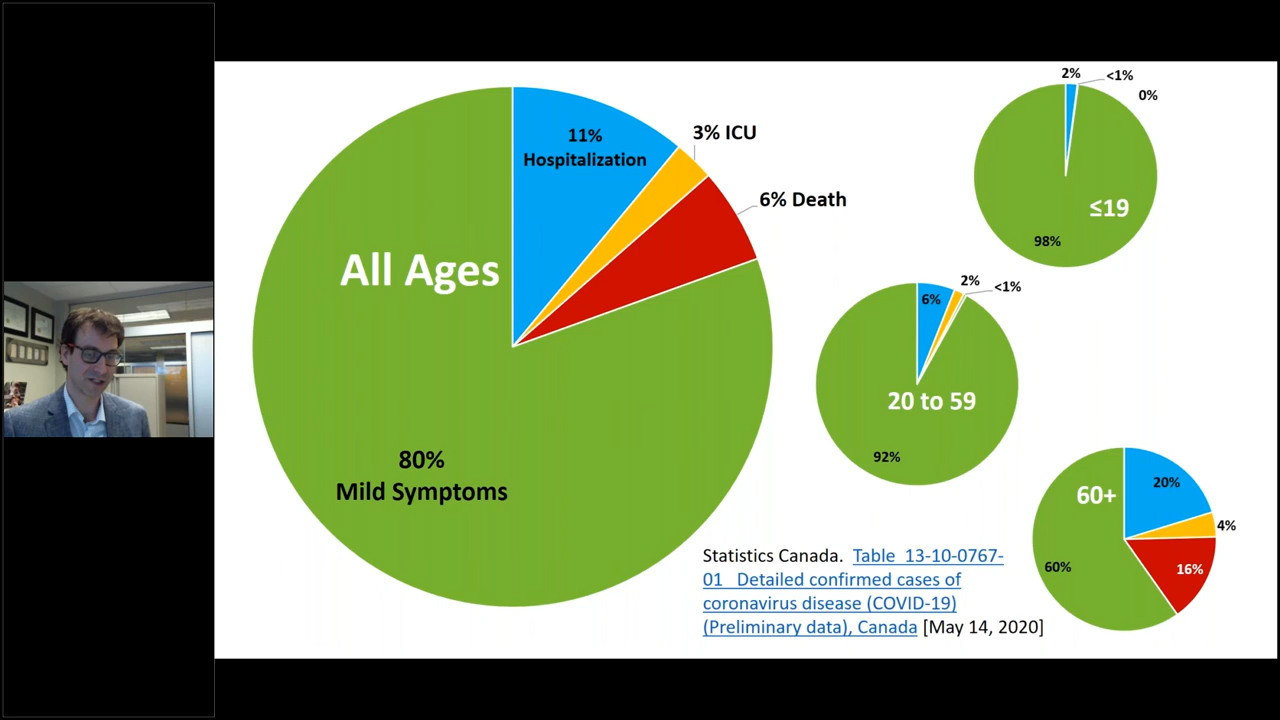 11%
Hospitalization
3% ICU
6% Death
All Ages
80%
Mild Symptoms
2%
<1%
0%
≤19
98%
6%
2%
<1%
20 to 59
92%
60+
20%
4%
16%
60%
Statistics Canada. Table 13-10-0767-
01 Detailed confirmed cases of
coronavirus disease (COVID-19)
(Preliminary data), Canada [May 14, 2020]